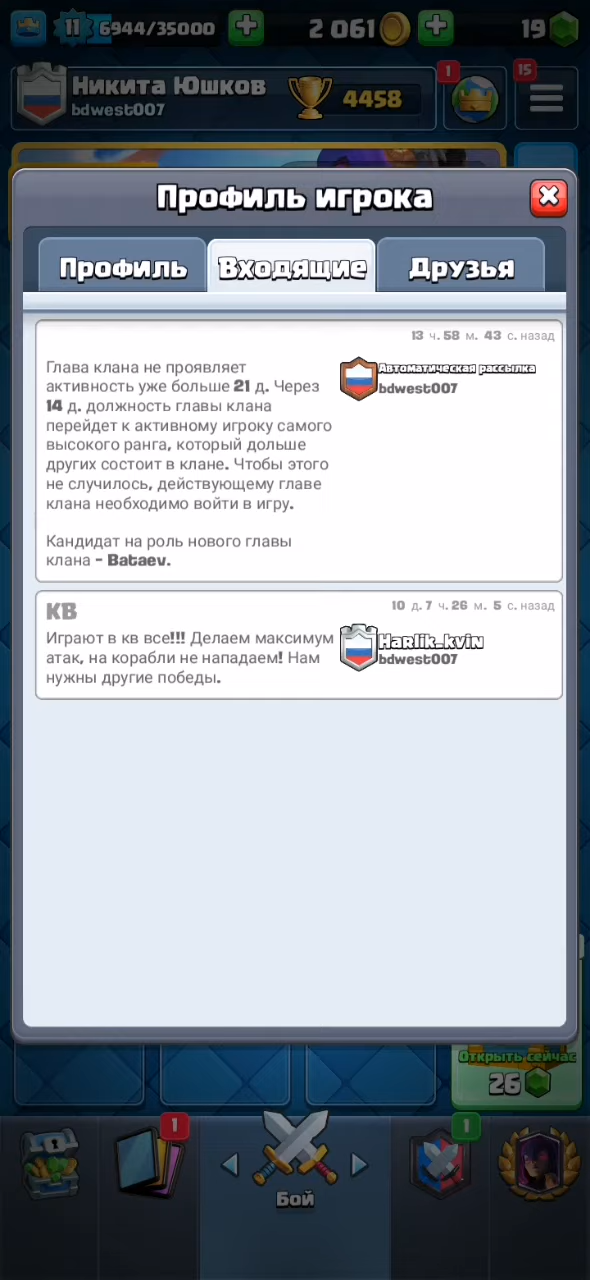 11 6944/35000 2 061 19
Никита Юшков 4458 1 15
bdwest007
Профиль игрока
Профиль Входящие Друзья
13 ч. 58 м. 43 с. назад
Глава клана не проявляет
активность уже больше 21 д. Через
14 д. должность главы клана
перейдет к активному игроку самого
высокого ранга, который дольше
других состоит в клане. Чтобы этого
не случилось, действующему главе
клана необходимо войти в игру.
Кандидат на роль нового главы
клана – Bataev.
Автоматическая рассылка
bdwest007
КВ
10 д. 7 ч. 26 м. 5 с. назад
Играют в кв все!!! Делаем максимум
атак, на корабли не нападаем! Нам
нужны другие победы.
Harlik_kvin
bdwest007
Открыть сейчас
26
1 1
Бой